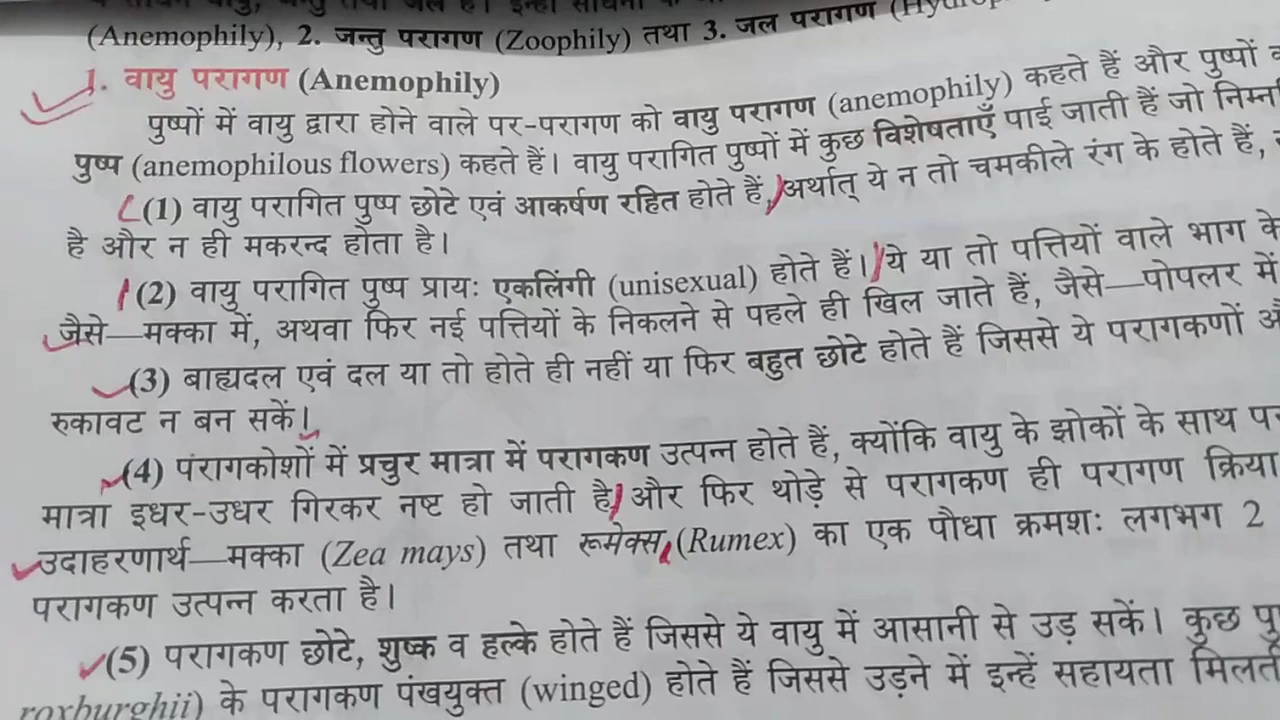 (Anemophily), 2. जन्तु परागण (Zoophily) तथा 3. जल परागण
1. वायु परागण (Anemophily)
पुष्पों में वायु द्वारा होने वाले पर-परागण को वायु परागण (anemophily) कहते हैं और पुष्पों
पुष्प (anemophilous flowers) कहते हैं। वायु परागित पुष्पों में कुछ विशेषताएँ पाई जाती हैं जो
(1) वायु परागित पुष्प छोटे एवं आकर्षण रहित होते हैं, अर्थात् ये न तो चमकीले रंग के होते हैं,
है और न ही मकरन्द होता है।
(2) वायु परागित पुष्प प्रायः एकलिंगी (unisexual) होते हैं। ये या तो पत्तियों वाले भाग के
जैसे—मक्का में, अथवा फिर नई पत्तियों के निकलने से पहले ही खिल जाते हैं, जैसे—पोपलर में
(3) बाह्यदल एवं दल या तो होते ही नहीं या फिर बहुत छोटे होते हैं जिससे ये परागकणों
रुकावट न बन सकें।
(4) परागकोशों में प्रचुर मात्रा में परागकण उत्पन्न होते हैं, क्योंकि वायु के झोकों के साथ
मात्रा इधर-उधर गिरकर नष्ट हो जाती है और फिर थोड़े से परागकण ही परागण क्रिया
उदाहरणार्थ—मक्का (Zea mays) तथा रूमेक्स (Rumex) का एक पौधा क्रमशः लगभग 2
परागकण उत्पन्न करता है।
(5) परागकण छोटे, शुष्क व हल्के होते हैं जिससे ये वायु में आसानी से उड़ सकें। कुछ
roxburghii) के परागकण पंखयुक्त (winged) होते हैं जिससे उड़ने में इन्हें सहायता